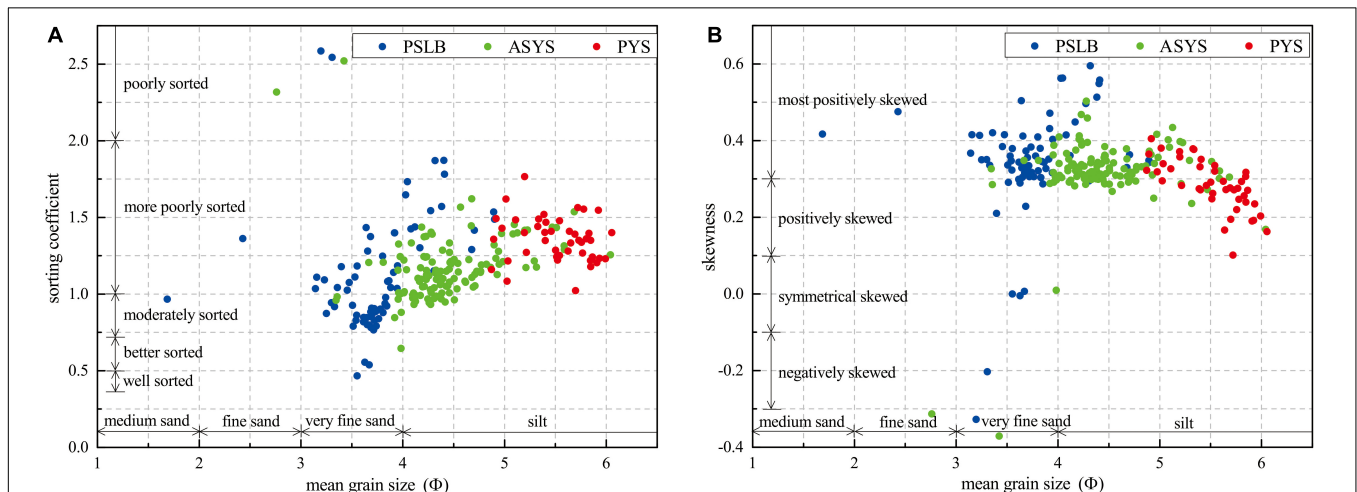 A
PSLB ASYS PYS
2.5
poorly sorted
2.0
more poorly sorted
1.5
sorting coefficient
1.0
moderately sorted
better sorted
0.5
well sorted
medium sand fine sand very fine sand silt
0.0
1 2 3 4 5 6
mean grain size (Φ)
B
PSLB ASYS PYS
0.6
most positively skewed
0.4
positively skewed
0.2
skewness
symmetrical skewed
0.0
negatively skewed
-0.2
medium sand fine sand very fine sand silt
-0.4
1 2 3 4 5 6
mean grain size (Φ)